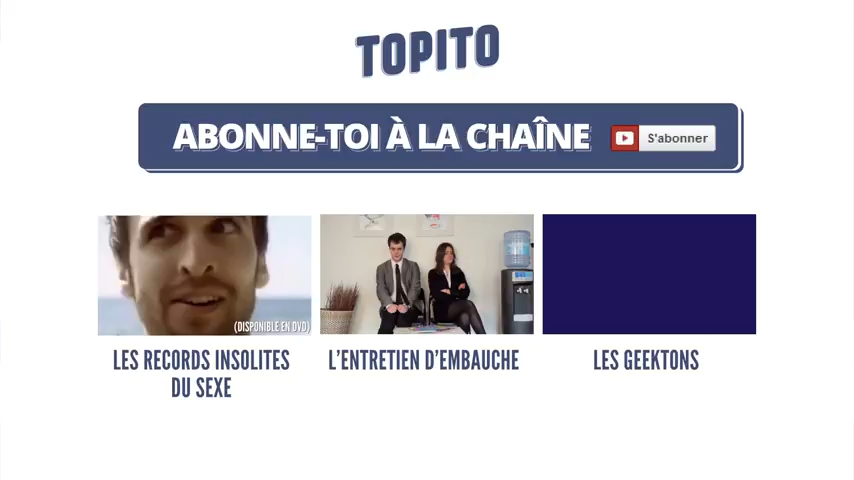 TOPITO
ABONNE-TOI À LA CHAÎNE
S'abonner
(DISPONIBLE EN DVD)
LES RECORDS INSOLITES
DU SEXE
L'ENTRETIEN D'EMBAUCHE
LES GEEKTONS